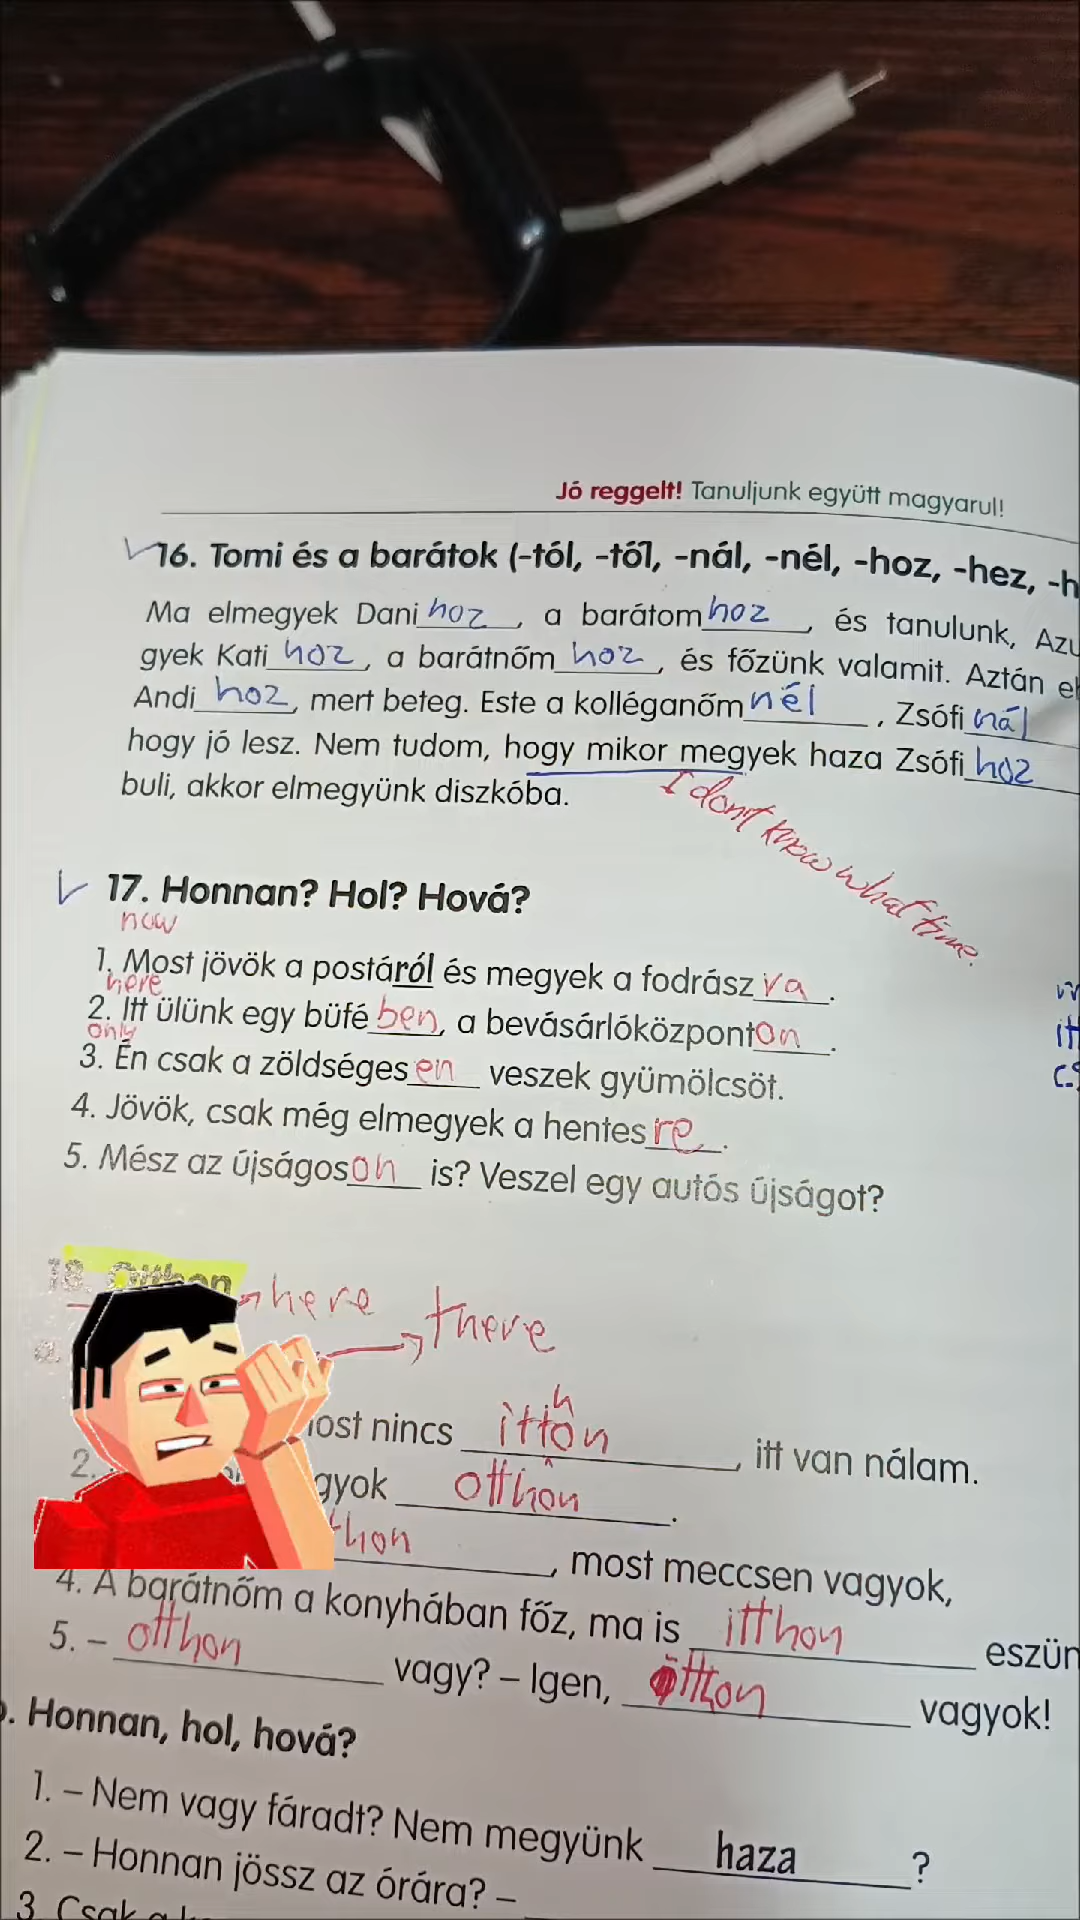 Jó reggelt! Tanuljunk együtt magyarul!
16. Tomi és a barátok (-tól, -től, -nál, -nél, -hoz, -hez, -h
Ma elmegyek Dani hoz, a barátom hoz, és tanulunk, Azu
gyek Kati hoz, a barátnőm hoz, és főzünk valamit. Aztán el
Andi hoz, mert beteg. Este a kolléganőm nél, Zsófi nál
hogy jó lesz. Nem tudom, hogy mikor megyek haza Zsófi hoz
buli, akkor elmegyünk diszkóba.
I don't know what time.
17. Honnan? Hol? Hová?
now
1. Most jövök a postáról és megyek a fodrász ra.
here
2. Itt ülünk egy büfé ben, a bevásárlóközpont on.
only
3. Én csak a zöldséges en veszek gyümölcsöt.
4. Jövök, csak még elmegyek a hentes re.
5. Mész az újságos on is? Veszel egy autós újságot?
18. Otthon here
there
most nincs itthon, itt van nálam.
2. gyok otthon.
thon, most meccsen vagyok,
4. A barátnőm a konyhában főz, ma is itthon eszün
5. – otthon vagy? – Igen, itthon vagyok!
. Honnan, hol, hová?
1. – Nem vagy fáradt? Nem megyünk haza ?
2. – Honnan jössz az órára? –
3. Csak a k